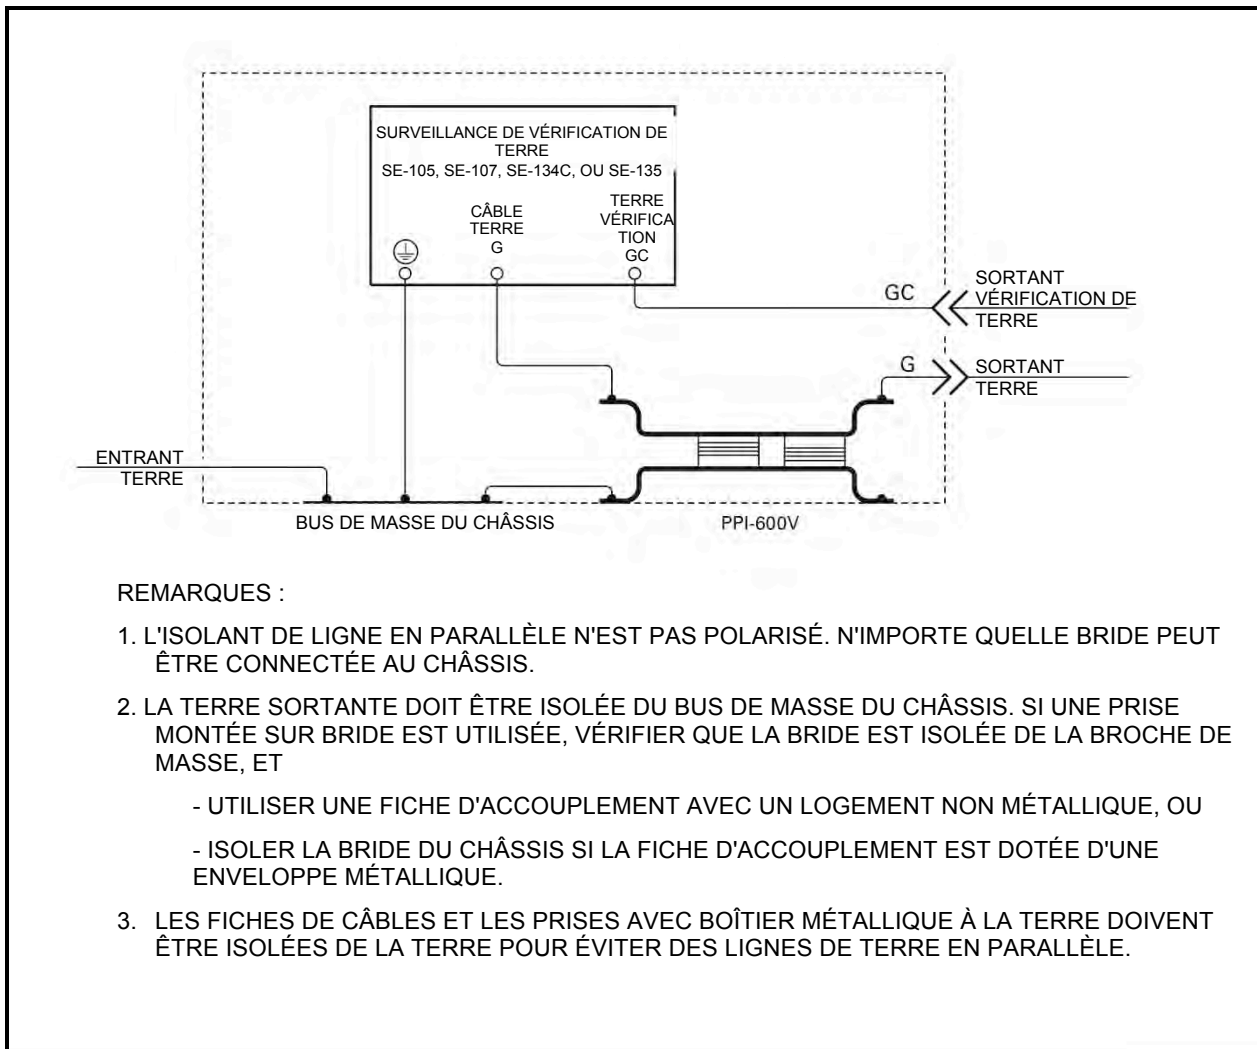 SURVEILLANCE DE VÉRIFICATION DE
TERRE
SE-105, SE-107, SE-134C, OU SE-135
CÂBLE
TERRE
G
TERRE
VÉRIFICA
TION
GC
GC
SORTANT
VÉRIFICATION DE
TERRE
G
SORTANT
TERRE
ENTRANT
TERRE
BUS DE MASSE DU CHÂSSIS
PPI-600V
REMARQUES :
1. L'ISOLANT DE LIGNE EN PARALLÈLE N'EST PAS POLARISÉ. N'IMPORTE QUELLE BRIDE PEUT
ÊTRE CONNECTÉE AU CHÂSSIS.
2. LA TERRE SORTANTE DOIT ÊTRE ISOLÉE DU BUS DE MASSE DU CHÂSSIS. SI UNE PRISE
MONTÉE SUR BRIDE EST UTILISÉE, VÉRIFIER QUE LA BRIDE EST ISOLÉE DE LA BROCHE DE
MASSE, ET
- UTILISER UNE FICHE D'ACCOUPLEMENT AVEC UN LOGEMENT NON MÉTALLIQUE, OU
- ISOLER LA BRIDE DU CHÂSSIS SI LA FICHE D'ACCOUPLEMENT EST DOTÉE D'UNE
ENVELOPPE MÉTALLIQUE.
3. LES FICHES DE CÂBLES ET LES PRISES AVEC BOÎTIER MÉTALLIQUE À LA TERRE DOIVENT
ÊTRE ISOLÉES DE LA TERRE POUR ÉVITER DES LIGNES DE TERRE EN PARALLÈLE.